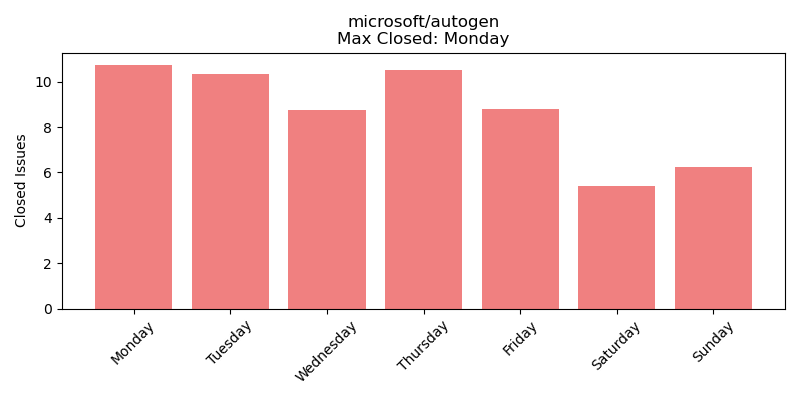 microsoft/autogen
Max Closed: Monday
Closed Issues
10
8
6
4
2
0
Monday
Tuesday
Wednesday
Thursday
Friday
Saturday
Sunday